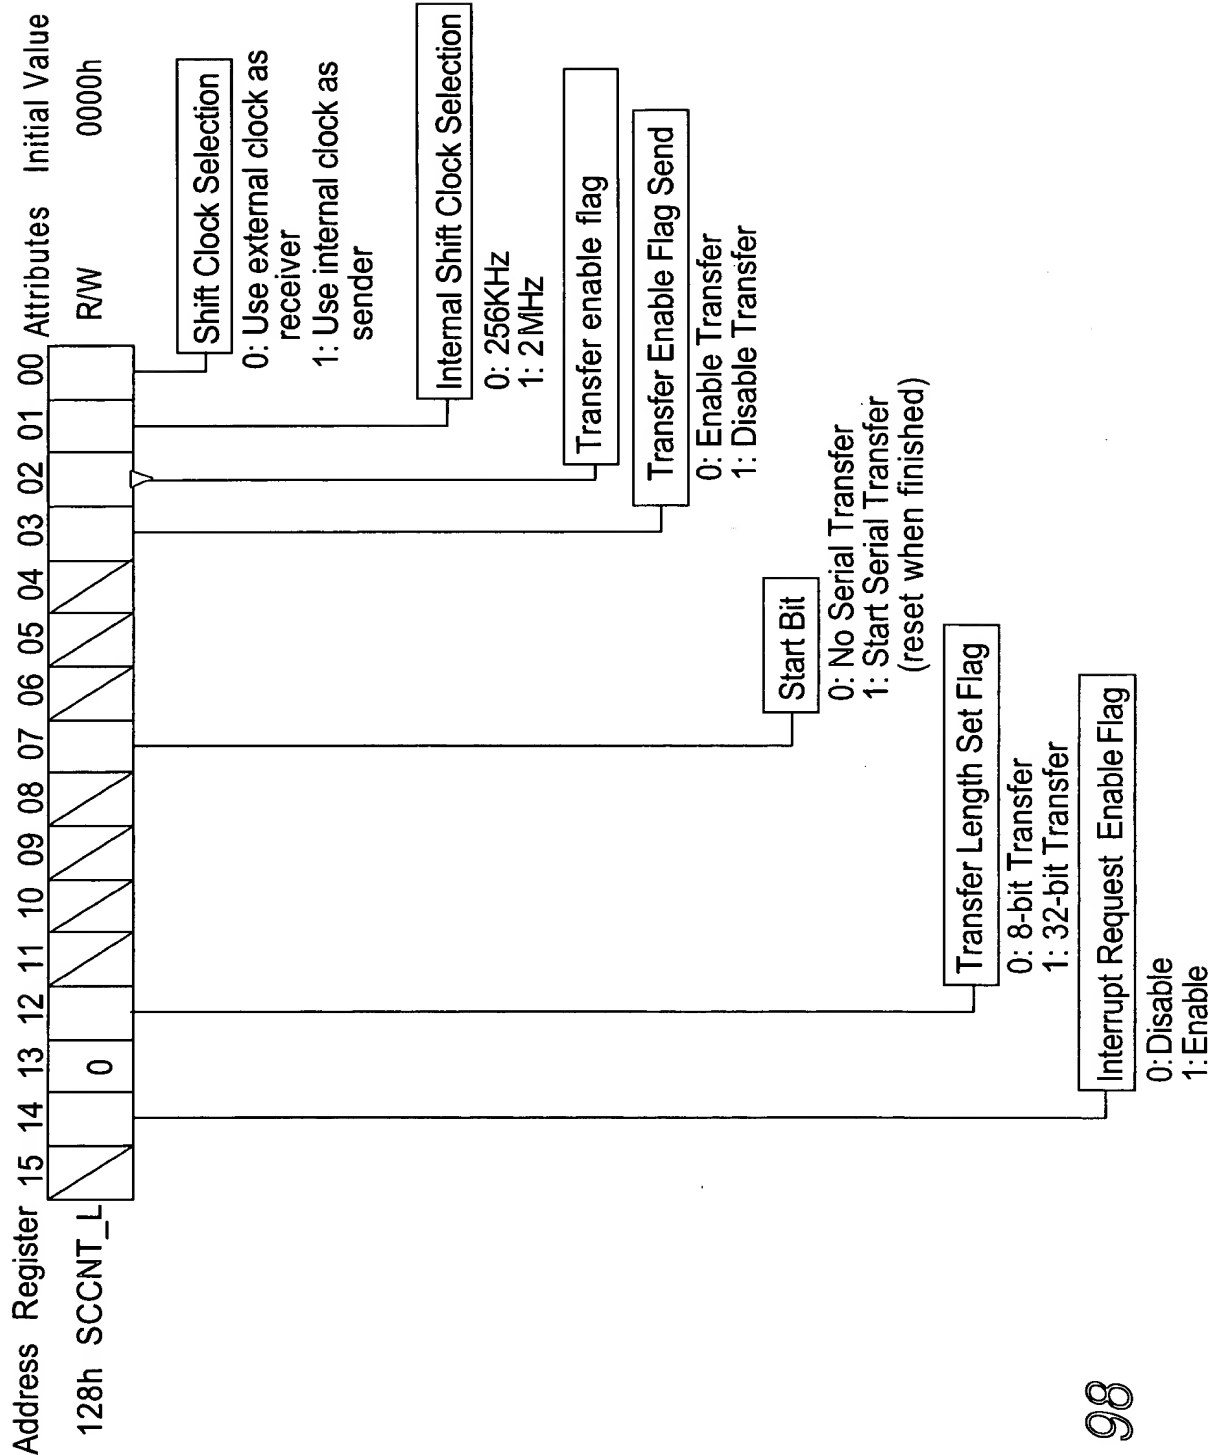 Address Register 15 14 13 12 11 10 09 08 07 06 05 04 03 02 01 00 Attributes Initial Value
128h SCCNT_L 0 R/W 0000h
Shift Clock Selection
0: Use external clock as
receiver
1: Use internal clock as
sender
Internal Shift Clock Selection
0: 256KHz
1: 2MHz
Transfer enable flag
Transfer Enable Flag Send
0: Enable Transfer
1: Disable Transfer
Start Bit
0: No Serial Transfer
1: Start Serial Transfer
(reset when finished)
Transfer Length Set Flag
0: 8-bit Transfer
1: 32-bit Transfer
Interrupt Request Enable Flag
0: Disable
1: Enable
98